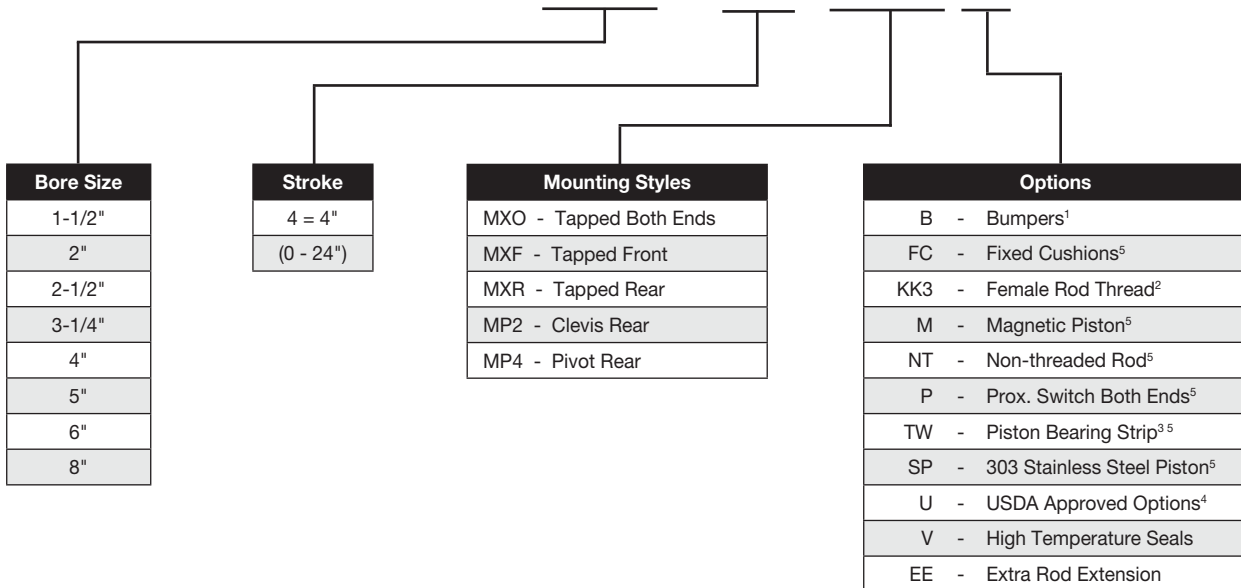 Bore Size
1-1/2"
2"
2-1/2"
3-1/4"
4"
5"
6"
8"
Stroke
4 = 4"
(0 - 24")
Mounting Styles
MXO - Tapped Both Ends
MXF - Tapped Front
MXR - Tapped Rear
MP2 - Clevis Rear
MP4 - Pivot Rear
Options
B - Bumpers¹
FC - Fixed Cushions⁵
KK3 - Female Rod Thread²
M - Magnetic Piston⁵
NT - Non-threaded Rod⁵
P - Prox. Switch Both Ends⁵
TW - Piston Bearing Strip³ ⁵
SP - 303 Stainless Steel Piston⁵
U - USDA Approved Options⁴
V - High Temperature Seals
EE - Extra Rod Extension